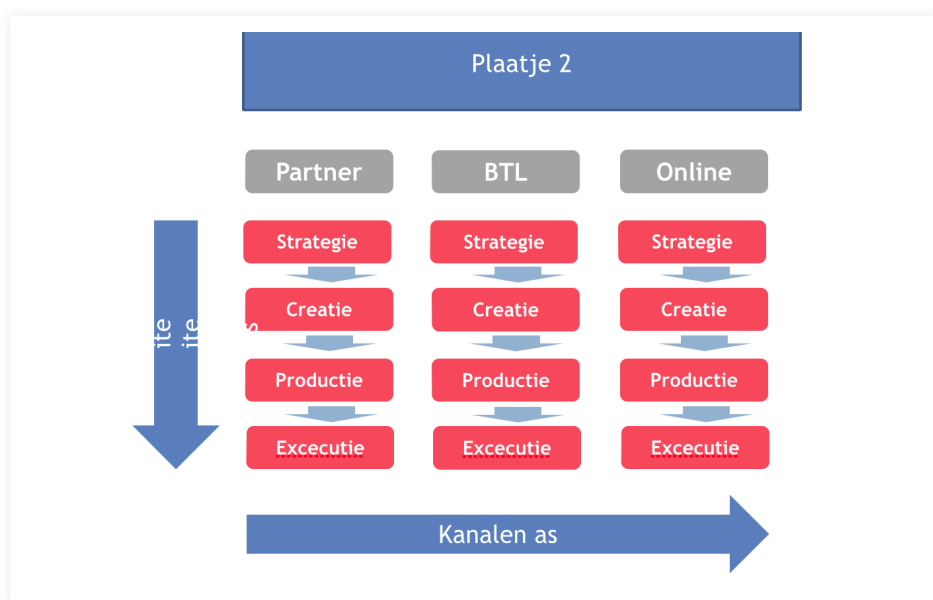 Plaatje 2
Partner BTL Online
Strategie Strategie Strategie
Creatie Creatie Creatie
Productie Productie Productie
Excecutie Excecutie Excecutie
Kanalen as